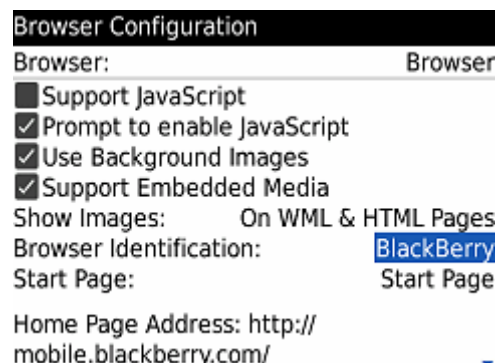 Browser Configuration
Browser: Browser
Support JavaScript
Prompt to enable JavaScript
Use Background Images
Support Embedded Media
Show Images: On WML & HTML Pages
Browser Identification: BlackBerry
Start Page: Start Page
Home Page Address: http://
mobile.blackberry.com/